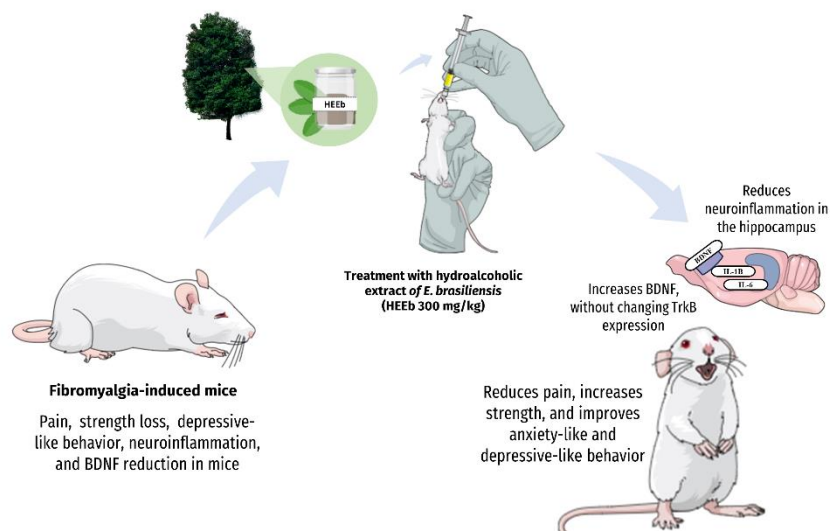 HEEb
Treatment with hydroalcoholic
extract of E. brasiliensis
(HEEb 300 mg/kg)
Fibromyalgia-induced mice
Pain, strength loss, depressive-
like behavior, neuroinflammation,
and BDNF reduction in mice
Reduces
neuroinflammation in
the hippocampus
BDNF
IL-1B
IL-6
Increases BDNF,
without changing TrkB
expression
Reduces pain, increases
strength, and improves
anxiety-like and
depressive-like behavior